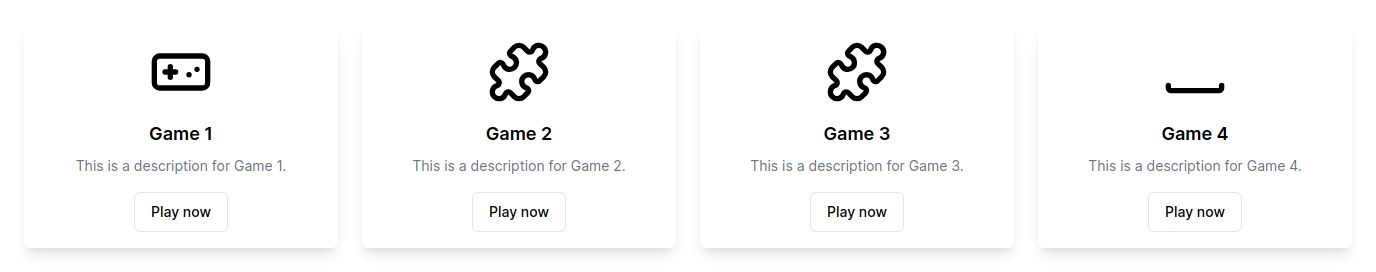 Game 1
This is a description for Game 1.
Play now
Game 2
This is a description for Game 2.
Play now
Game 3
This is a description for Game 3.
Play now
Game 4
This is a description for Game 4.
Play now